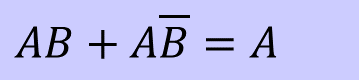 AB + AB̅ = A